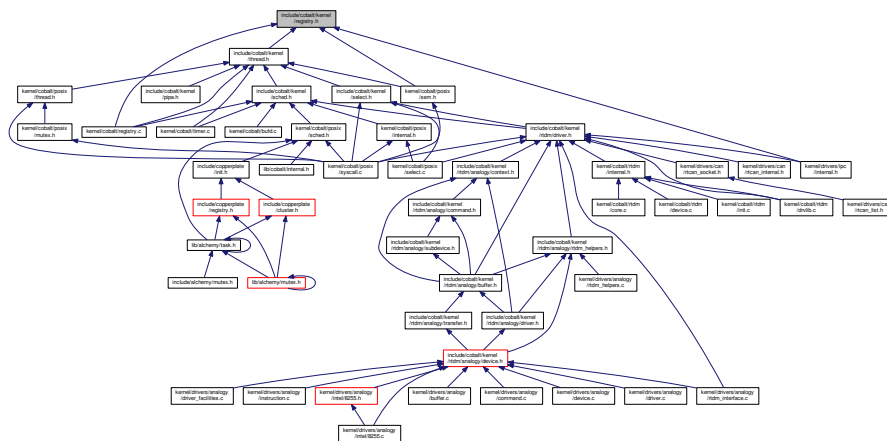 include/cobalt/kernel
/registry.h
include/cobalt/kernel
/thread.h
kernel/cobalt/posix
/thread.h
include/cobalt/kernel
/pipe.h
include/cobalt/kernel
/sched.h
include/cobalt/kernel
/select.h
kernel/cobalt/posix
/sem.h
kernel/cobalt/posix
/mutex.h
kernel/cobalt/registry.c
kernel/cobalt/timer.c
kernel/cobalt/bufd.c
kernel/cobalt/posix
/sched.h
kernel/cobalt/posix
/internal.h
include/cobalt/kernel
/rtdm/driver.h
include/copperplate
/init.h
lib/cobalt/internal.h
kernel/cobalt/posix
/syscall.c
kernel/cobalt/posix
/select.c
include/cobalt/kernel
/rtdm/analogy/context.h
kernel/cobalt/rtdm
/internal.h
kernel/drivers/can
/rtcan_socket.h
kernel/drivers/can
/rtcan_internal.h
kernel/drivers/ipc
/internal.h
include/copperplate
/registry.h
include/copperplate
/cluster.h
include/cobalt/kernel
/rtdm/analogy/command.h
kernel/cobalt/rtdm
/core.c
kernel/cobalt/rtdm
/device.c
kernel/cobalt/rtdm
/init.c
kernel/cobalt/rtdm
/drvlib.c
kernel/drivers/can
/rtcan_list.h
lib/alchemy/task.h
include/cobalt/kernel
/rtdm/analogy/subdevice.h
include/cobalt/kernel
/rtdm/analogy/rtdm_helpers.h
include/alchemy/mutex.h
lib/alchemy/mutex.h
include/cobalt/kernel
/rtdm/analogy/buffer.h
kernel/drivers/analogy
/rtdm_helpers.c
include/cobalt/kernel
/rtdm/analogy/transfer.h
include/cobalt/kernel
/rtdm/analogy/driver.h
include/cobalt/kernel
/rtdm/analogy/device.h
kernel/drivers/analogy
/driver_facilities.c
kernel/drivers/analogy
/instruction.c
kernel/drivers/analogy
/intel/8255.h
kernel/drivers/analogy
/buffer.c
kernel/drivers/analogy
/command.c
kernel/drivers/analogy
/device.c
kernel/drivers/analogy
/driver.c
kernel/drivers/analogy
/rtdm_interface.c
kernel/drivers/analogy
/intel/8255.c